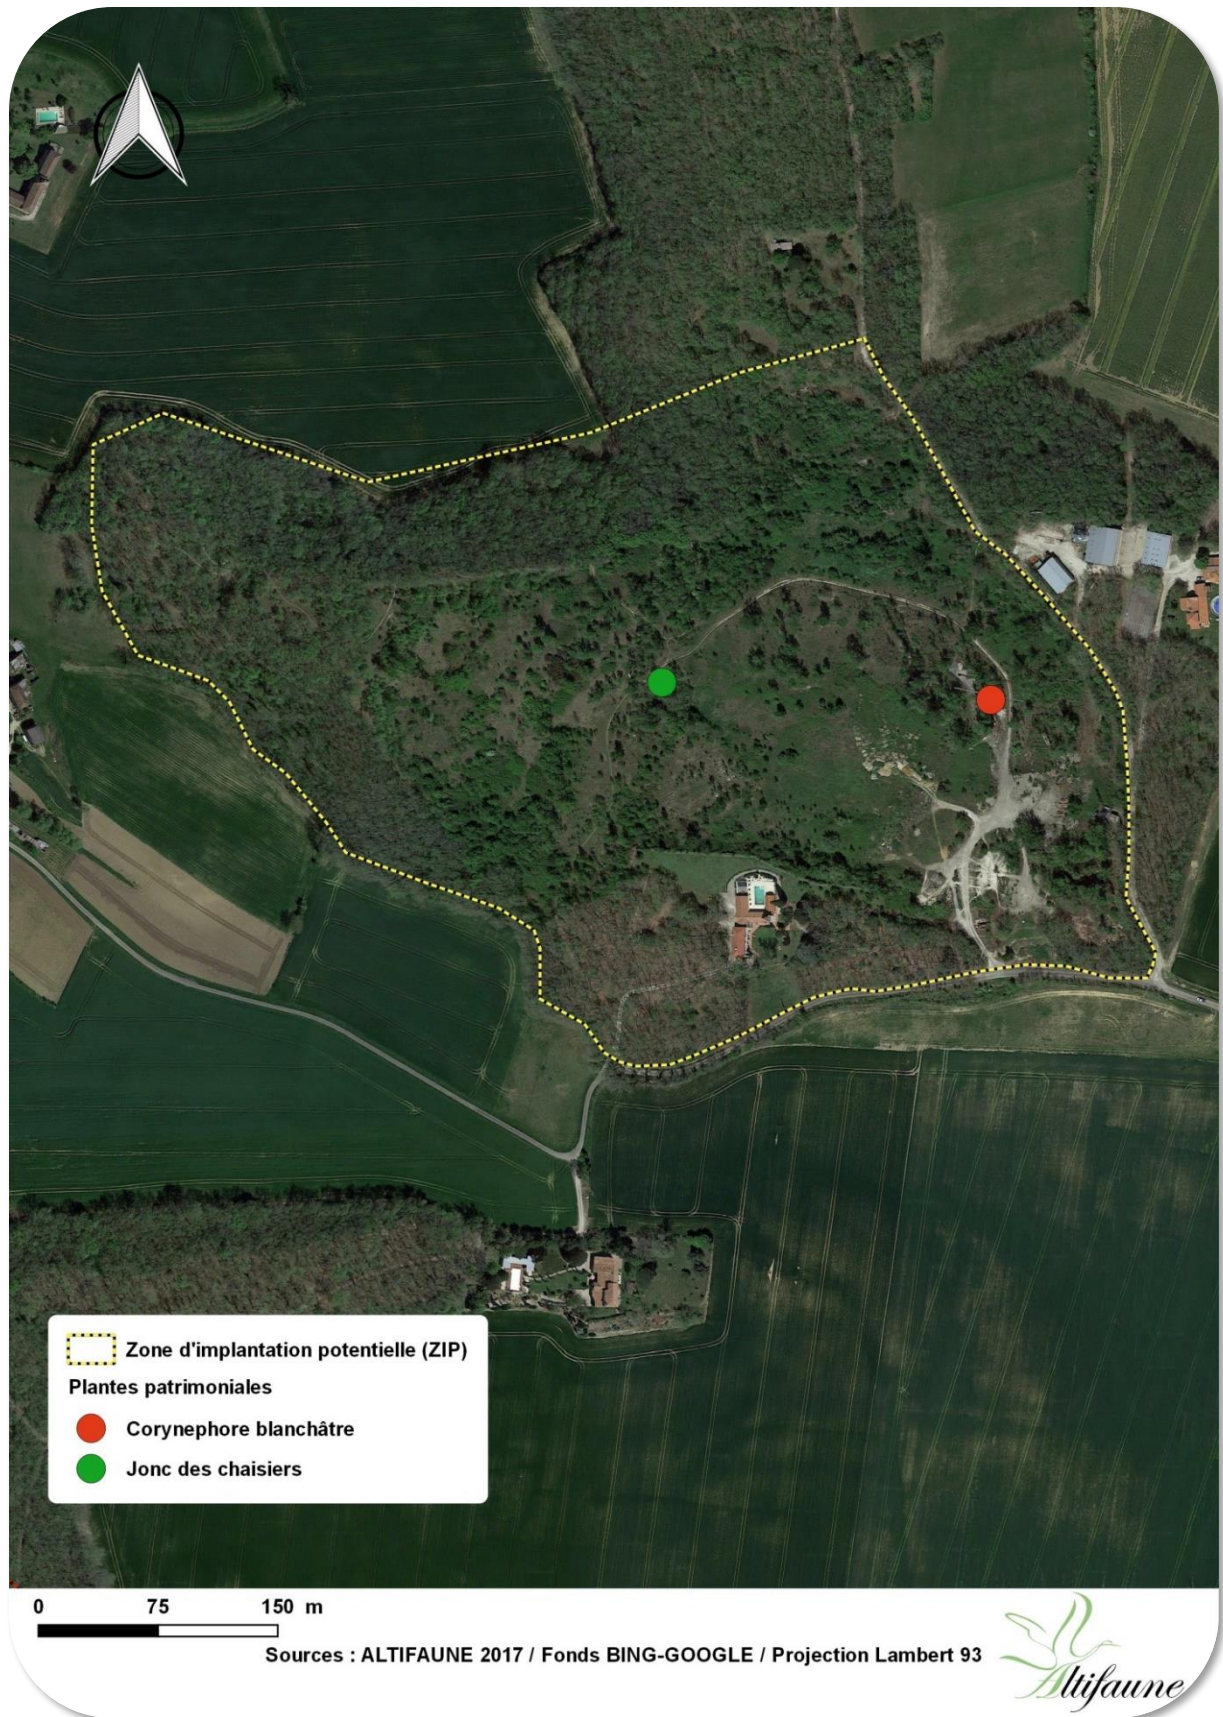 Zone d'implantation potentielle (ZIP)
Plantes patrimoniales
Corynephore blanchâtre
Jonc des chaisiers
0 75 150 m
Sources : ALTIFAUNE 2017 / Fonds BING-GOOGLE / Projection Lambert 93
Altifaune